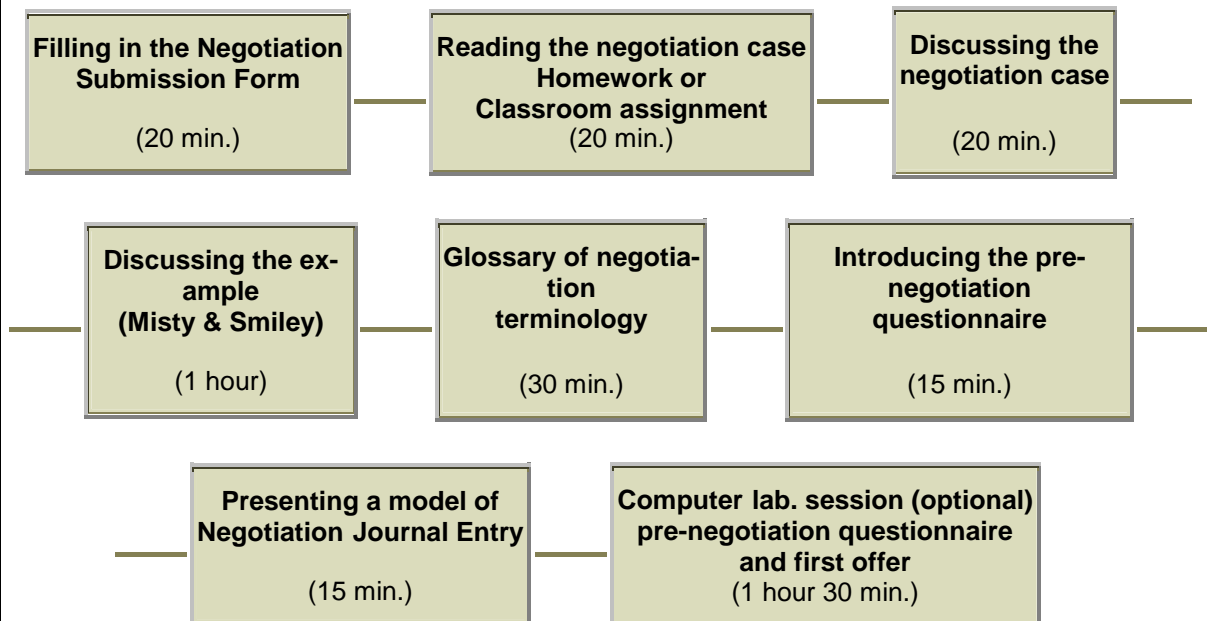 Filling in the Negotiation
Submission Form
(20 min.)
Reading the negotiation case
Homework or
Classroom assignment
(20 min.)
Discussing the
negotiation case
(20 min.)
Discussing the ex-
ample
(Misty & Smiley)
(1 hour)
Glossary of negotia-
tion
terminology
(30 min.)
Introducing the pre-
negotiation
questionnaire
(15 min.)
Presenting a model of
Negotiation Journal Entry
(15 min.)
Computer lab. session (optional)
pre-negotiation questionnaire
and first offer
(1 hour 30 min.)